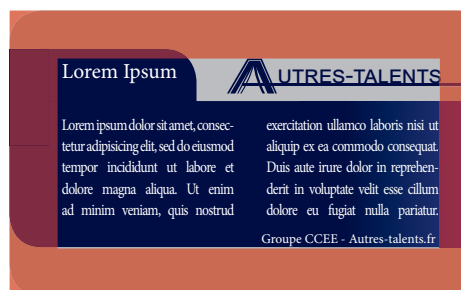 Lorem Ipsum
AUTRES-TALENTS
Lorem ipsum dolor sit amet, consec-
tetur adipisicing elit, sed do eiusmod
tempor incididunt ut labore et
dolore magna aliqua. Ut enim
ad minim veniam, quis nostrud
exercitation ullamco laboris nisi ut
aliquip ex ea commodo consequat.
Duis aute irure dolor in reprehen-
derit in voluptate velit esse cillum
dolore eu fugiat nulla pariatur.
Groupe CCEE - Autres-talents.fr